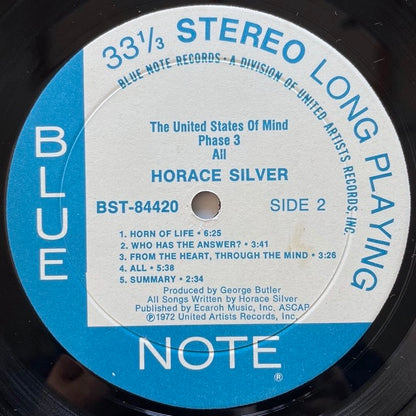 33 1/3 STEREO LONG PLAYING
BLUE NOTE RECORDS • A DIVISION OF UNITED ARTISTS RECORDS, INC.
The United States Of Mind
Phase 3
All
HORACE SILVER
BST-84420 SIDE 2
1. HORN OF LIFE • 6:25
2. WHO HAS THE ANSWER? • 3:41
3. FROM THE HEART, THROUGH THE MIND • 3:26
4. ALL • 5:38
5. SUMMARY • 2:34
Produced by George Butler
All Songs Written by Horace Silver
Published by Ecaroh Music, Inc. ASCAP
℗1972 United Artists Records, Inc.
BLUE
NOTE®